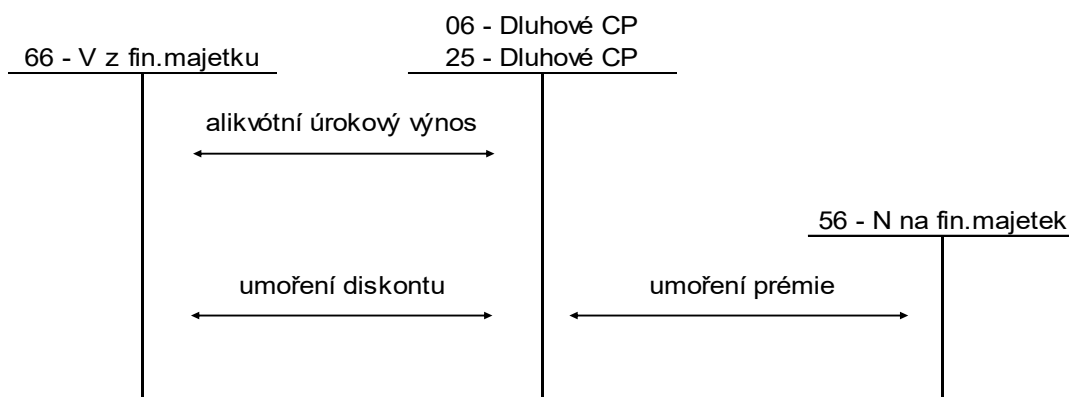 06 - Dluhové CP
66 - V z fin.majetku
25 - Dluhové CP
alikvótní úrokový výnos
56 - N na fin.majetek
umoření diskontu
umoření prémie